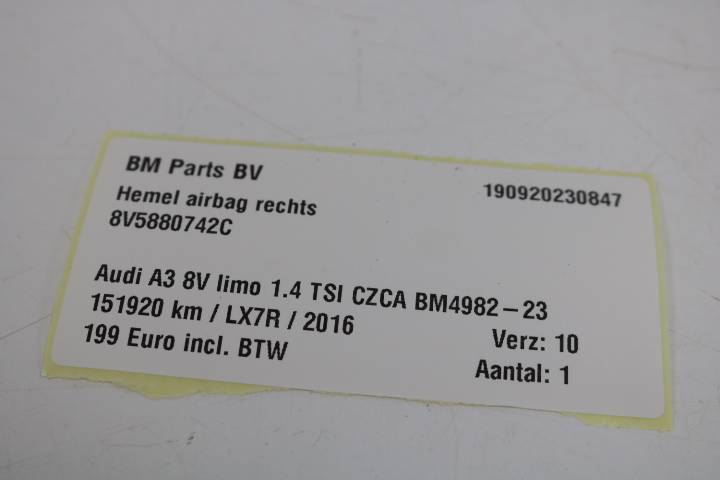 BM Parts BV
190920230847
Hemel airbag rechts
8V5880742C
Audi A3 8V limo 1.4 TSI CZCA BM4982-23
151920 km / LX7R / 2016
Verz: 10
199 Euro incl. BTW
Aantal: 1